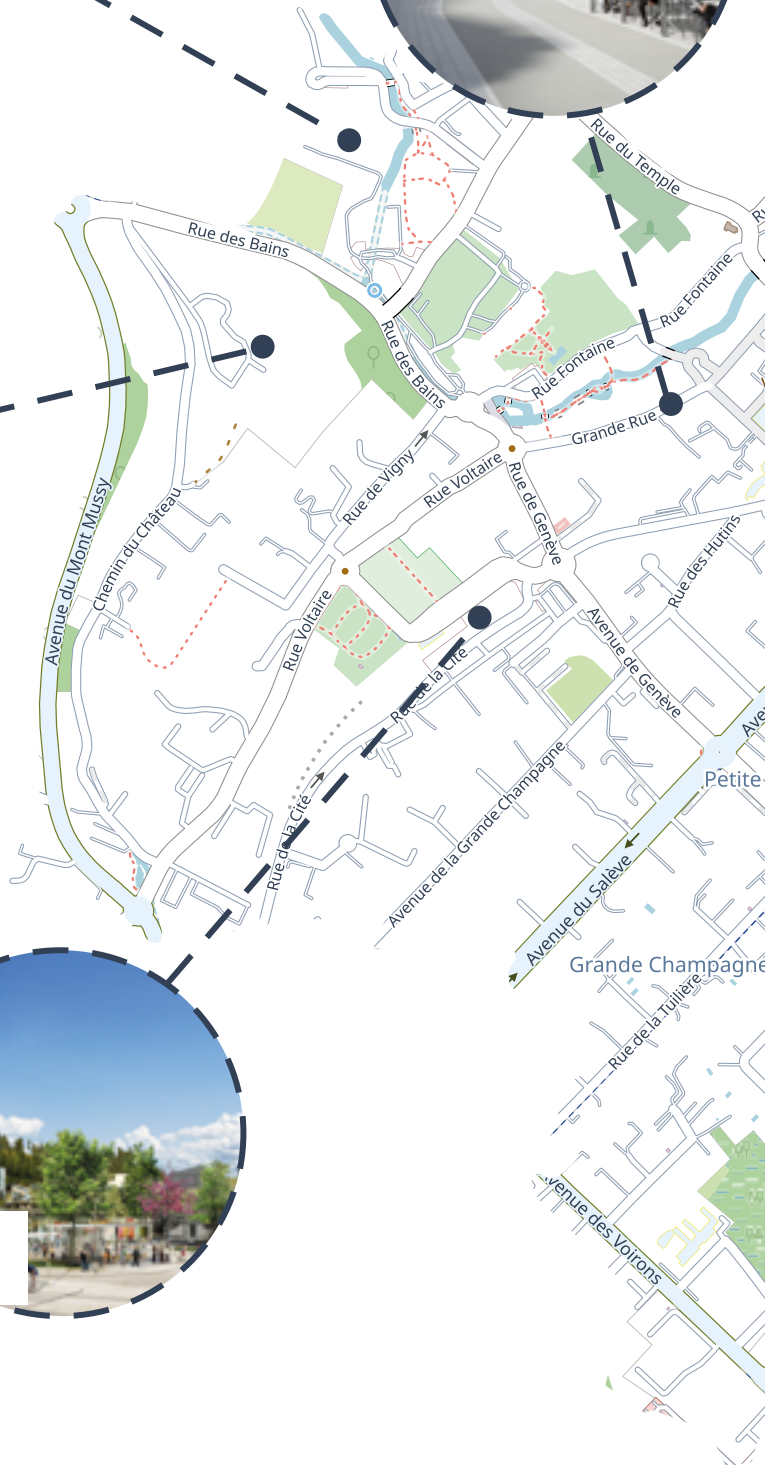 Rue du Temple
Ru
Rue des Bains
Rue Fontaine
Rue des Bains
Rue Fontaine
Grande Rue
Rue de Vigny
Rue Voltaire
Rue de Genève
Avenue du Mont Mussy
Chemin du Château
Rue des Hutins
Rue Voltaire
Avenue de Genève
Rue de la Cité
Ave
Petite
Rue de la Cité
Avenue de la Grande Champagne
Avenue du Salève
Grande Champagne
Rue de la Tuilière
venue des Voirons